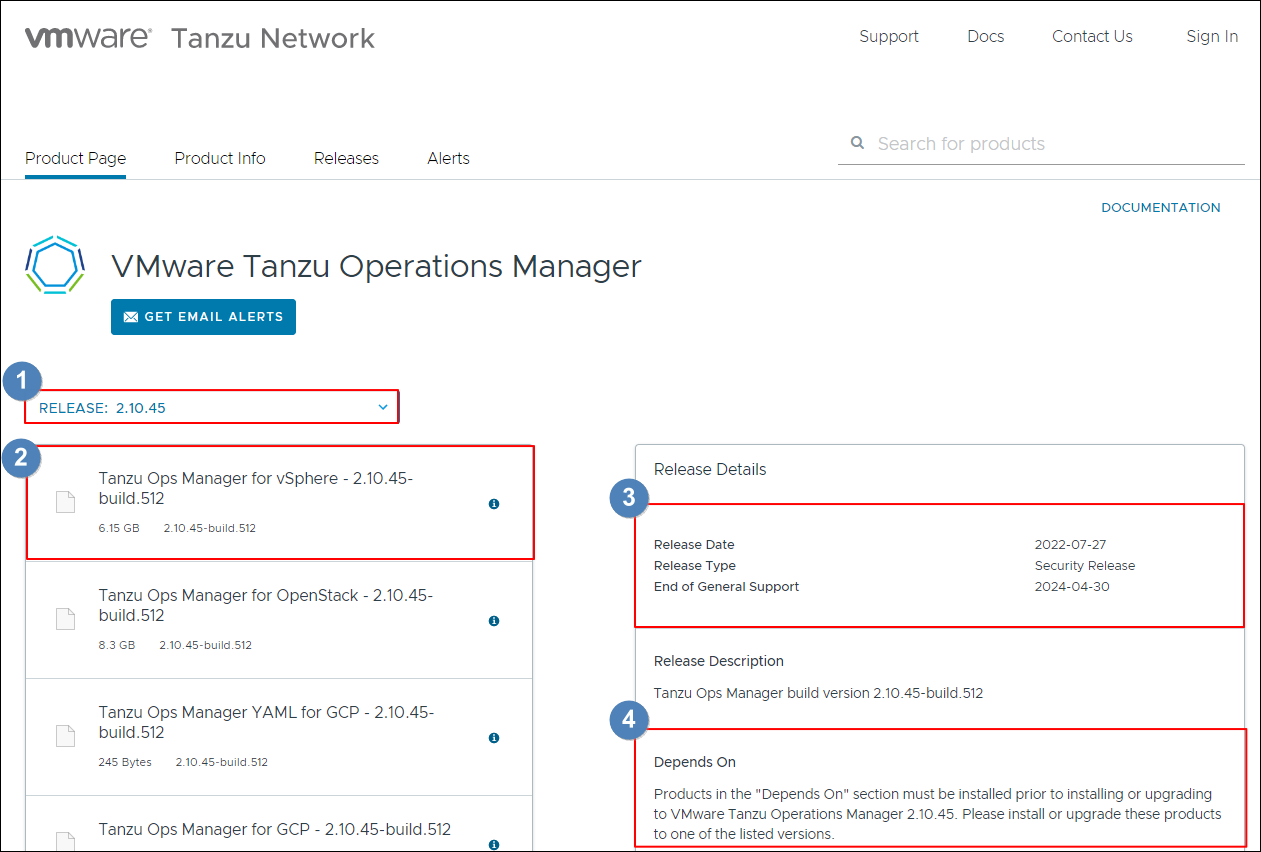 vmware® Tanzu Network
Support Docs Contact Us Sign In
Product Page Product Info Releases Alerts
Search for products
DOCUMENTATION
VMware Tanzu Operations Manager
GET EMAIL ALERTS
1
RELEASE: 2.10.45
2
Tanzu Ops Manager for vSphere - 2.10.45-
build.512
6.15 GB 2.10.45-build.512
Tanzu Ops Manager for OpenStack - 2.10.45-
build.512
8.3 GB 2.10.45-build.512
Tanzu Ops Manager YAML for GCP - 2.10.45-
build.512
245 Bytes 2.10.45-build.512
Tanzu Ops Manager for GCP - 2.10.45-build.512
Release Details
3
Release Date 2022-07-27
Release Type Security Release
End of General Support 2024-04-30
Release Description
Tanzu Ops Manager build version 2.10.45-build.512
4
Depends On
Products in the "Depends On" section must be installed prior to installing or upgrading
to VMware Tanzu Operations Manager 2.10.45. Please install or upgrade these products
to one of the listed versions.